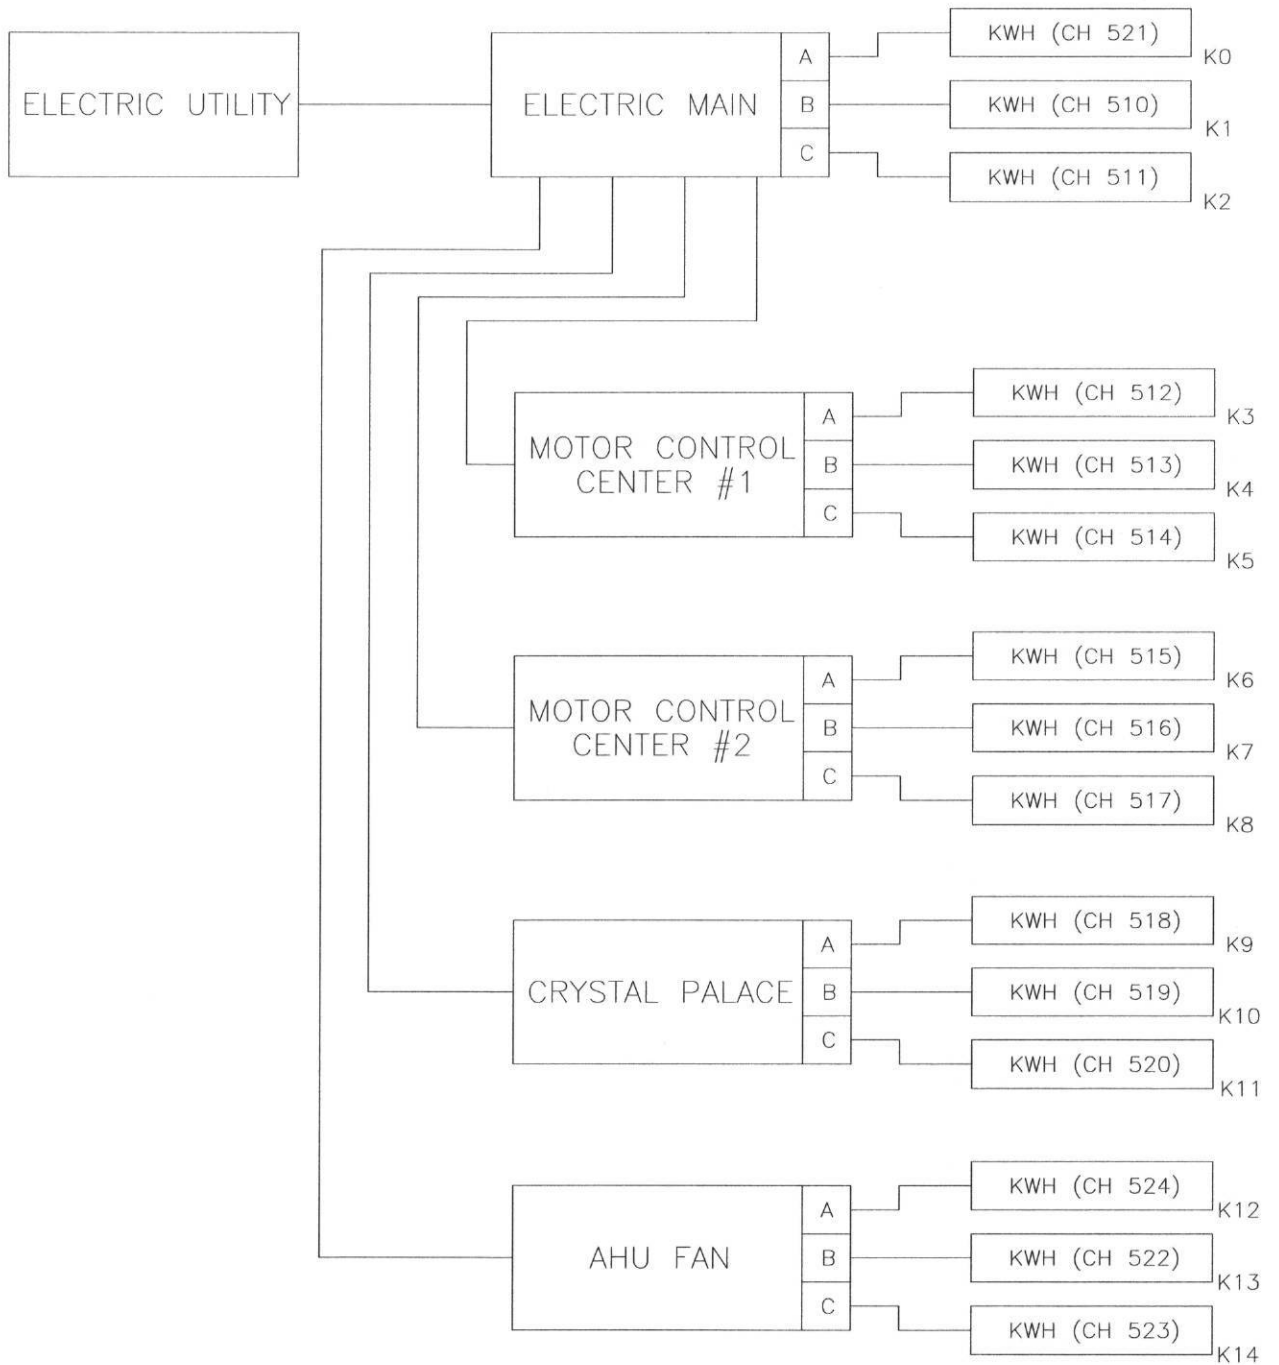 ELECTRIC UTILITY
ELECTRIC MAIN
A
B
C
KWH (CH 521)
K0
KWH (CH 510)
K1
KWH (CH 511)
K2
MOTOR CONTROL
CENTER #1
A
B
C
KWH (CH 512)
K3
KWH (CH 513)
K4
KWH (CH 514)
K5
MOTOR CONTROL
CENTER #2
A
B
C
KWH (CH 515)
K6
KWH (CH 516)
K7
KWH (CH 517)
K8
CRYSTAL PALACE
A
B
C
KWH (CH 518)
K9
KWH (CH 519)
K10
KWH (CH 520)
K11
AHU FAN
A
B
C
KWH (CH 524)
K12
KWH (CH 522)
K13
KWH (CH 523)
K14